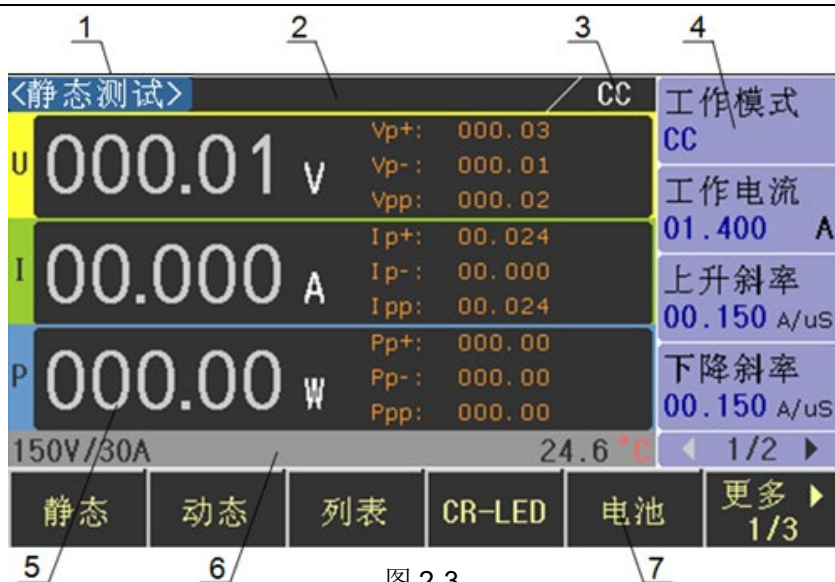 1 2 3 4
<静态测试> CC
U 000.01 V
Vp+: 000.03
Vp-: 000.01
Vpp: 000.02
I 00.000 A
Ip+: 00.024
Ip-: 00.000
Ipp: 00.024
P 000.00 W
Pp+: 000.00
Pp-: 000.00
Ppp: 000.00
150V/30A 24.6 °C
工作模式
CC
工作电流
01.400 A
上升斜率
00.150 A/uS
下降斜率
00.150 A/uS
◀ 1/2 ▶
静态 动态 列表 CR-LED 电池 更多 ▶
1/3
5 6 7
图 2.3